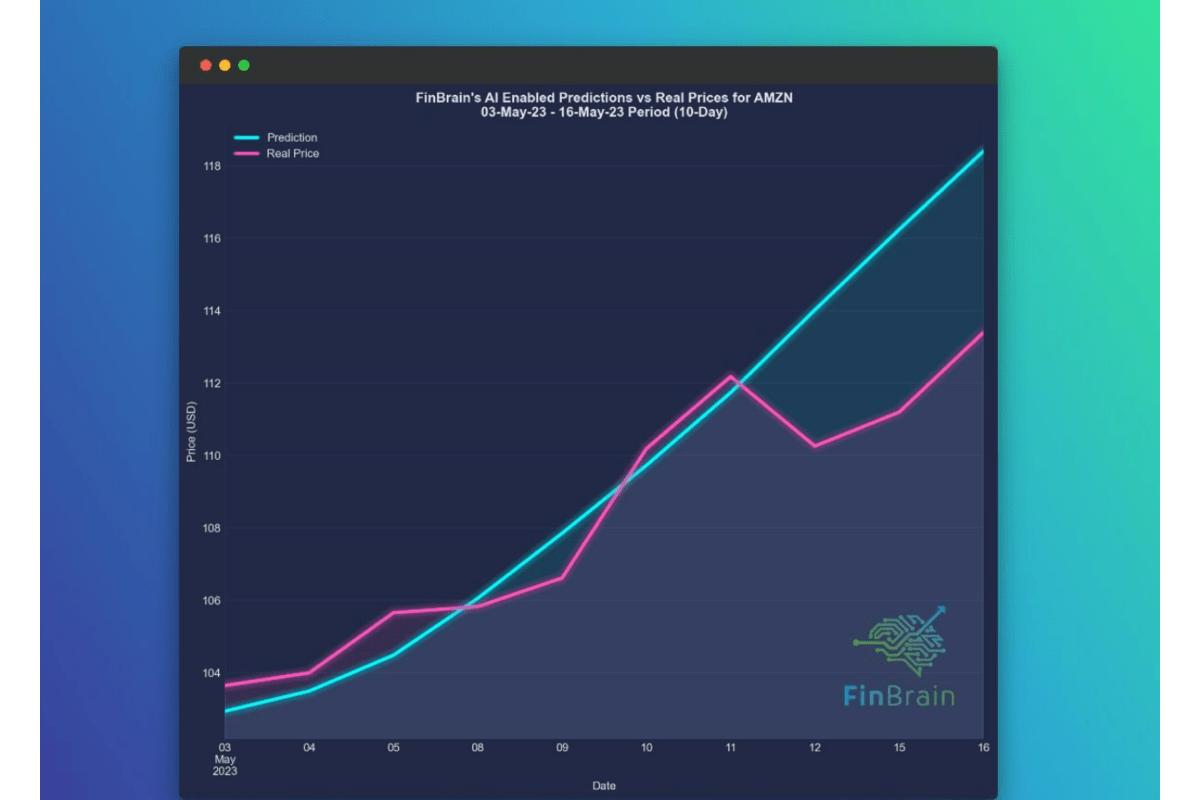 FinBrain's AI Enabled Predictions vs Real Prices for AMZN
03-May-23 - 16-May-23 Period (10-Day)
Prediction
Real Price
118
116
114
112
110
108
106
104
Price (USD)
FinBrain
03 04 05 08 09 10 11 12 15 16
May
2023
Date